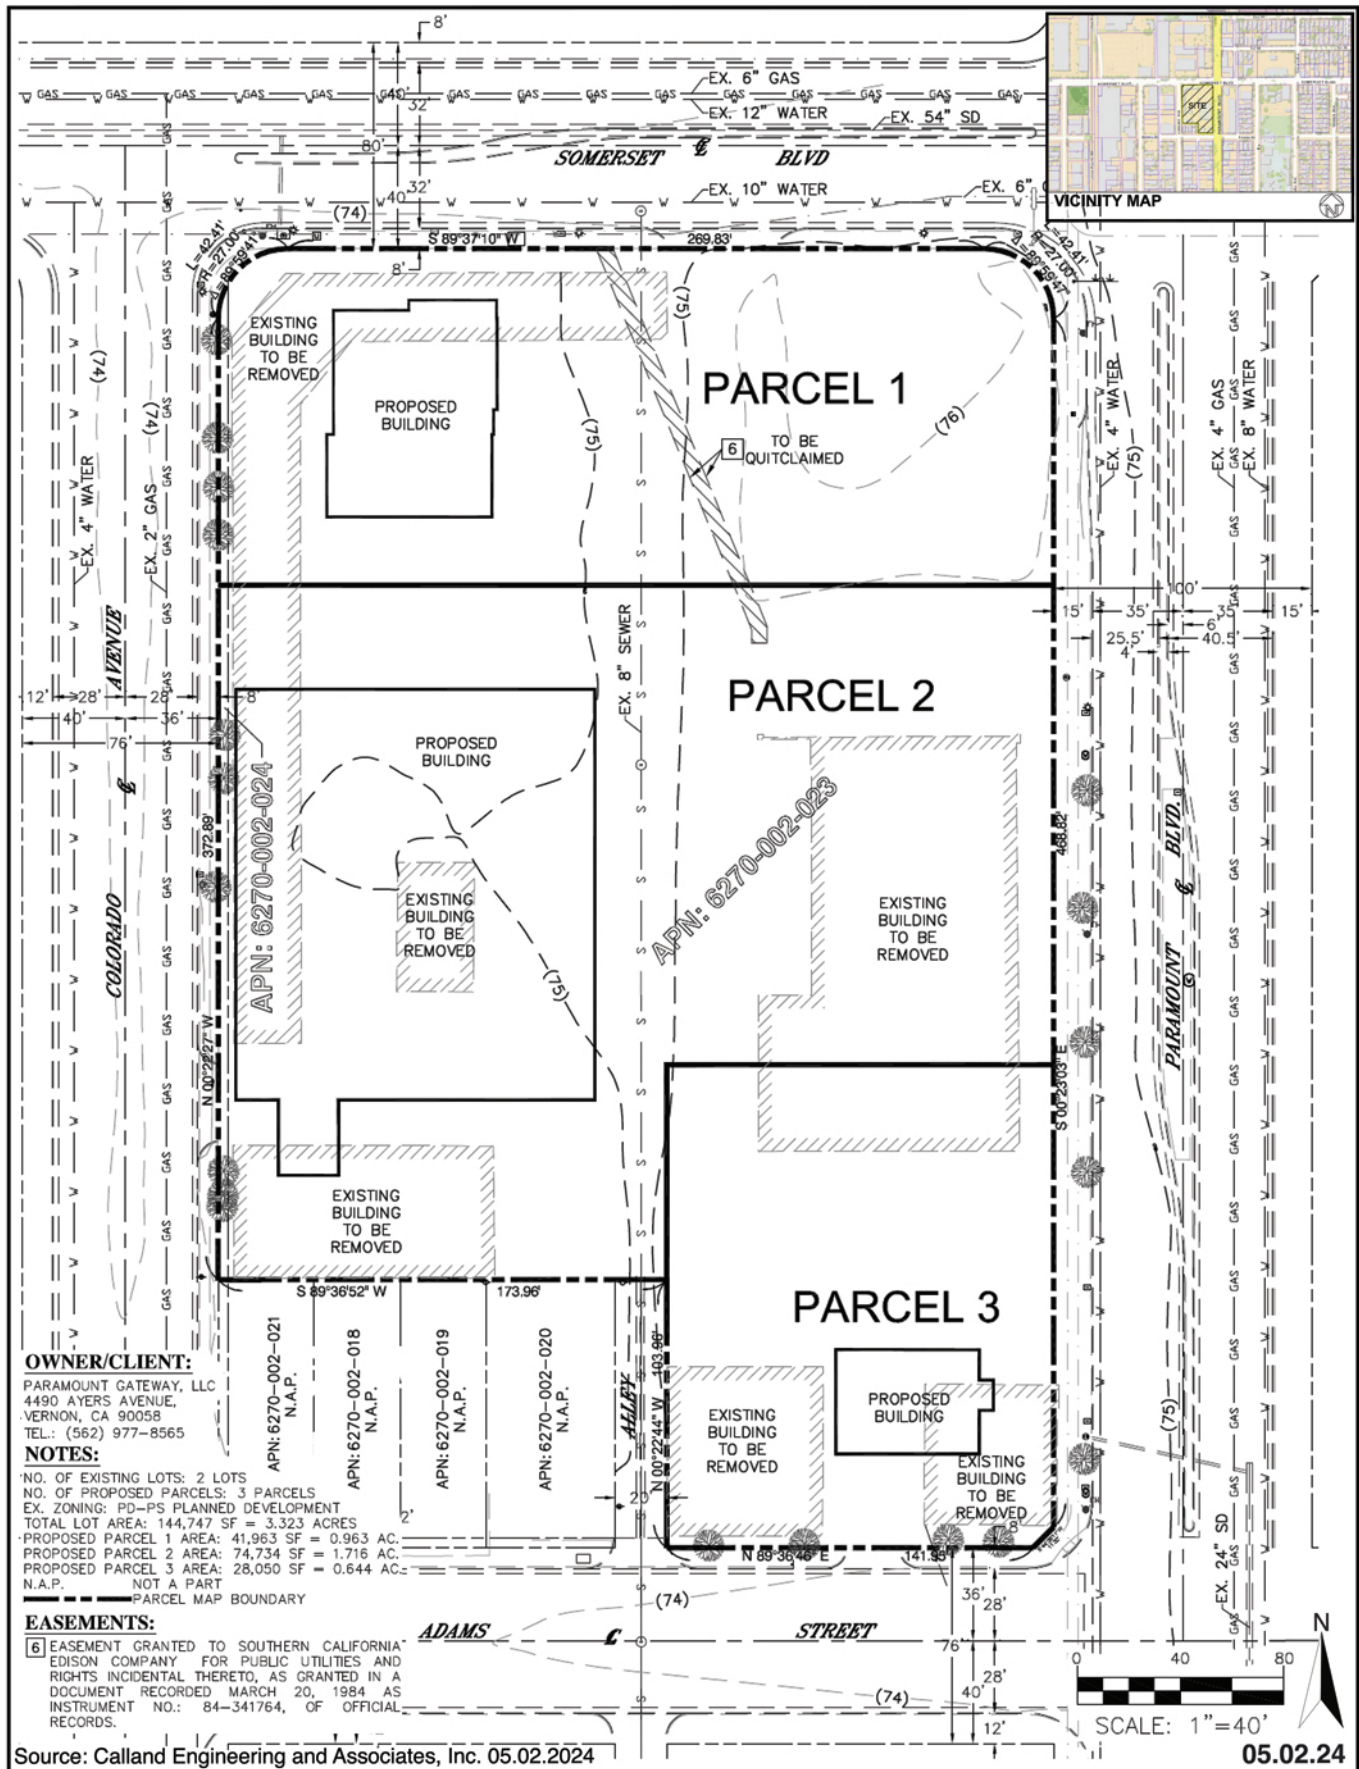 8'
EX. 6" GAS
EX. 12" WATER
EX. 54" SD
40'
32'
80'
SOMERSET ℄ BLVD
EX. 10" WATER
40'
32'
(74)
SITE
VICINITY MAP
L=42.41'
R=27.00'
Δ=89°59'41"
S 89°37'10" W
269.83'
8'
L=42.41'
R=27.00'
Δ=89°59'47"
EXISTING
BUILDING
TO BE
REMOVED
PROPOSED
BUILDING
(75)
(75)
PARCEL 1
6
TO BE
QUITCLAIMED
(76)
(74)
(74)
EX. 4" WATER
EX. 2" GAS
EX. 4" WATER
(75)
EX. 4" GAS
EX. 8" WATER
100'
15'
35'
35'
15'
6'
25.5'
40.5'
4'
COLORADO ℄ AVENUE
12'
28'
28'
8'
40'
36'
76'
EX. 8" SEWER
PARCEL 2
PROPOSED
BUILDING
APN: 6270-002-024
APN: 6270-002-023
372.89'
N 00°22'27" W
EXISTING
BUILDING
TO BE
REMOVED
(75)
EXISTING
BUILDING
TO BE
REMOVED
468.82'
S 00°23'03" E
PARAMOUNT ℄ BLVD.
EXISTING
BUILDING
TO BE
REMOVED
S 89°36'52" W
173.96'
PARCEL 3
APN: 6270-002-021
N.A.P.
APN: 6270-002-018
N.A.P.
APN: 6270-002-019
N.A.P.
APN: 6270-002-020
N.A.P.
ALLEY
20'
N 00°22'44" W
103.96'
EXISTING
BUILDING
TO BE
REMOVED
PROPOSED
BUILDING
EXISTING
BUILDING
TO BE
REMOVED
8'
(75)
EX. 24" SD
N 89°36'46" E
141.95'
OWNER/CLIENT:
PARAMOUNT GATEWAY, LLC
4490 AYERS AVENUE,
VERNON, CA 90058
TEL.: (562) 977-8565
NOTES:
NO. OF EXISTING LOTS: 2 LOTS
NO. OF PROPOSED PARCELS: 3 PARCELS
EX. ZONING: PD-PS PLANNED DEVELOPMENT
TOTAL LOT AREA: 144,747 SF = 3.323 ACRES
PROPOSED PARCEL 1 AREA: 41,963 SF = 0.963 AC.
PROPOSED PARCEL 2 AREA: 74,734 SF = 1.716 AC.
PROPOSED PARCEL 3 AREA: 28,050 SF = 0.644 AC.
N.A.P. NOT A PART
PARCEL MAP BOUNDARY
EASEMENTS:
6 EASEMENT GRANTED TO SOUTHERN CALIFORNIA
EDISON COMPANY FOR PUBLIC UTILITIES AND
RIGHTS INCIDENTAL THERETO, AS GRANTED IN A
DOCUMENT RECORDED MARCH 20, 1984 AS
INSTRUMENT NO.: 84-341764, OF OFFICIAL
RECORDS.
(74)
ADAMS ℄ STREET
(74)
36'
28'
76'
28'
40'
12'
0 40 80
SCALE: 1"=40'
N
Source: Calland Engineering and Associates, Inc. 05.02.2024
05.02.24